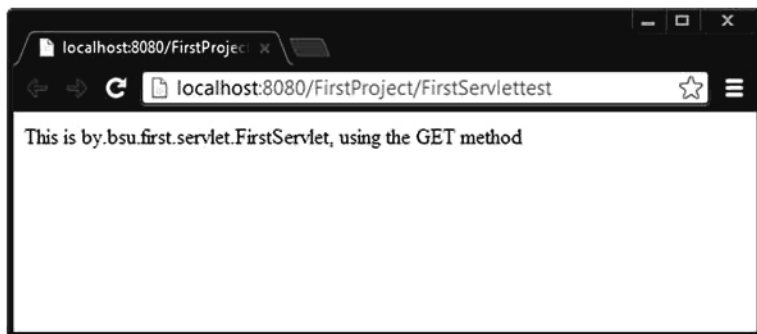 localhost:8080/FirstProjec
localhost:8080/FirstProject/FirstServlettest
This is by.bsu.first.servlet.FirstServlet, using the GET method